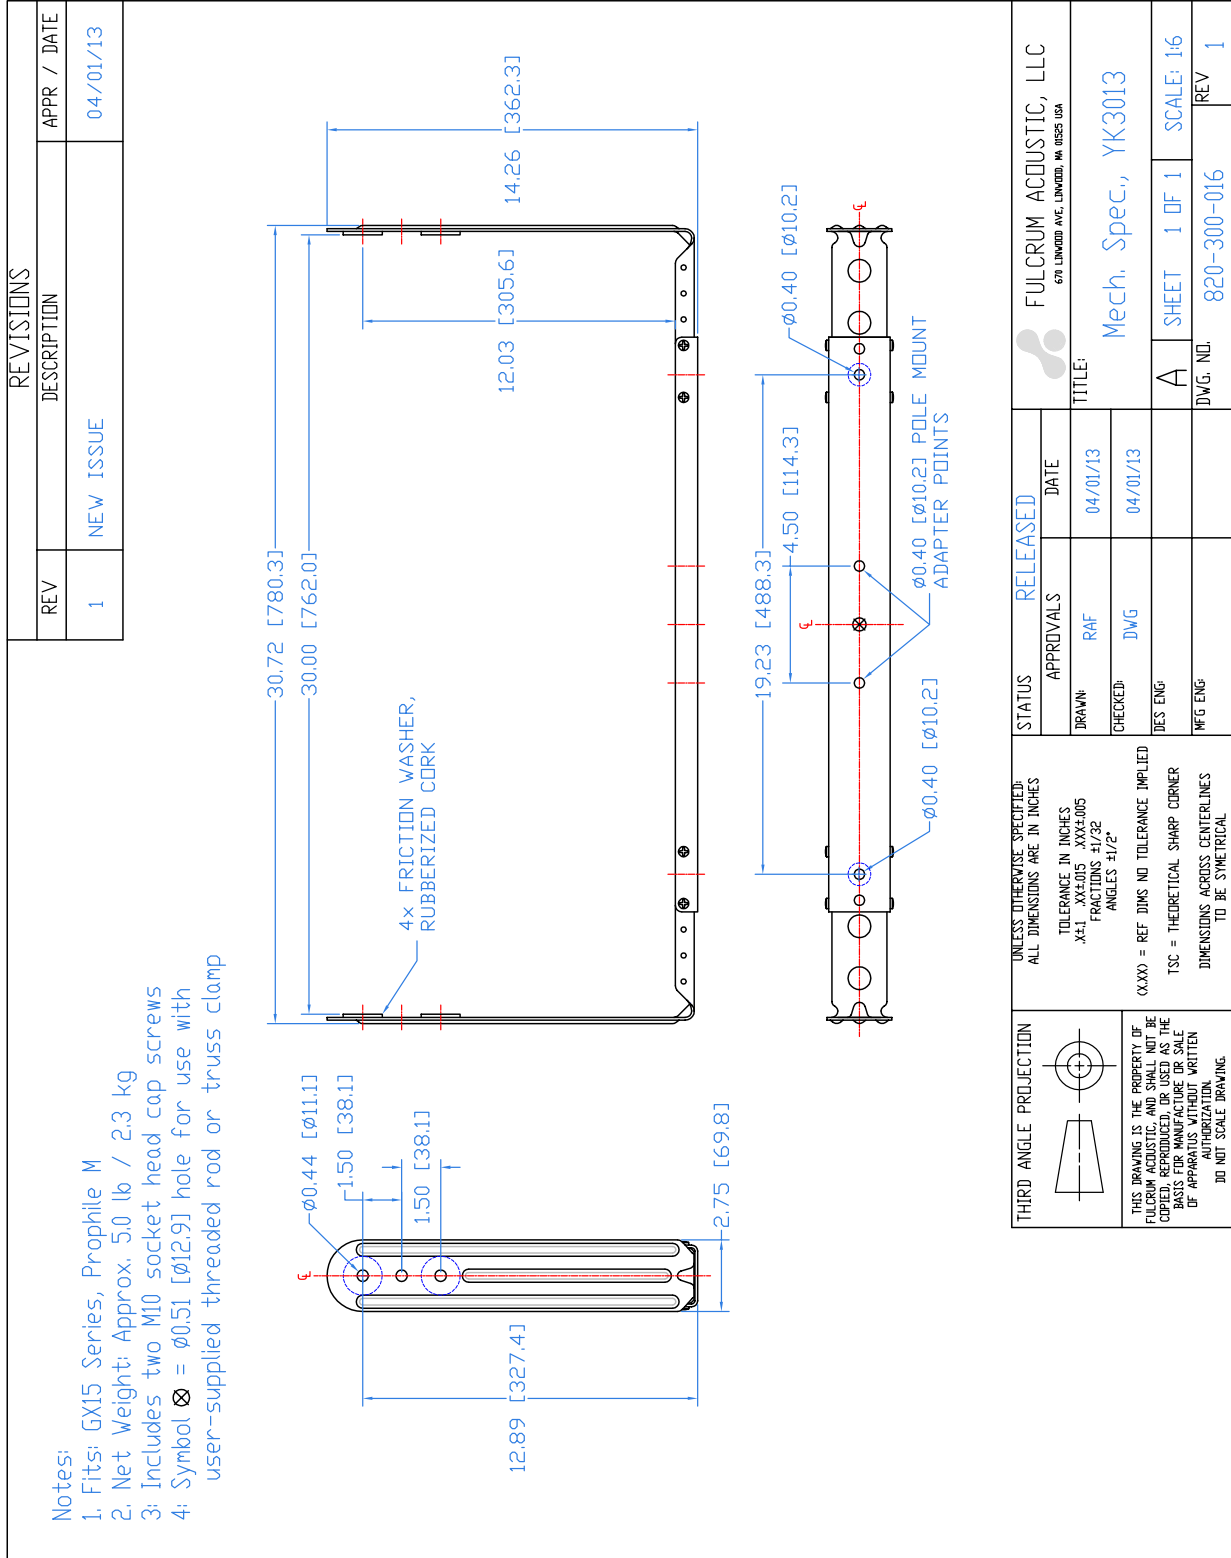 Notes:
1. Fits: GX15 Series, Prophile M
2. Net Weight: Approx. 5.0 lb / 2.3 kg
3: Includes two M10 socket head cap screws
4: Symbol ⊗ = Ø0.51 [Ø12.9] hole for use with
user-supplied threaded rod or truss clamp
REVISIONS
REV
DESCRIPTION
APPR / DATE
1
NEW ISSUE
04/01/13
30.72 [780.3]
30.00 [762.0]
4x FRICTION WASHER,
RUBBERIZED CORK
12.03 [305.6]
14.26 [362.3]
Ø0.44 [Ø11.1]
1.50 [38.1]
1.50 [38.1]
2.75 [69.8]
12.89 [327.4]
19.23 [488.3]
4.50 [114.3]
Ø0.40 [Ø10.2]
Ø0.40 [Ø10.2]
Ø0.40 [Ø10.2] POLE MOUNT
ADAPTER POINTS
℄
℄
℄
THIRD ANGLE PROJECTION
THIS DRAWING IS THE PROPERTY OF
FULCRUM ACOUSTIC, AND SHALL NOT BE
COPIED, REPRODUCED, OR USED AS THE
BASIS FOR MANUFACTURE OR SALE
OF APPARATUS WITHOUT WRITTEN
AUTHORIZATION.
DO NOT SCALE DRAWING.
UNLESS OTHERWISE SPECIFIED:
ALL DIMENSIONS ARE IN INCHES
TOLERANCE IN INCHES
.X±.1 .XX±.015 .XXX±.005
FRACTIONS ±1/32
ANGLES ±1/2°
(X.XX) = REF DIMS NO TOLERANCE IMPLIED
TSC = THEORETICAL SHARP CORNER
DIMENSIONS ACROSS CENTERLINES
TO BE SYMETRICAL
STATUS RELEASED
APPROVALS
DATE
DRAWN: RAF 04/01/13
CHECKED: DWG 04/01/13
DES ENG:
MFG ENG:
FULCRUM ACOUSTIC, LLC
670 LINWOOD AVE, LINWOOD, MA 01525 USA
TITLE:
Mech. Spec., YK3013
A
SHEET 1 OF 1
SCALE: 1:6
DWG. NO.
820-300-016
REV
1